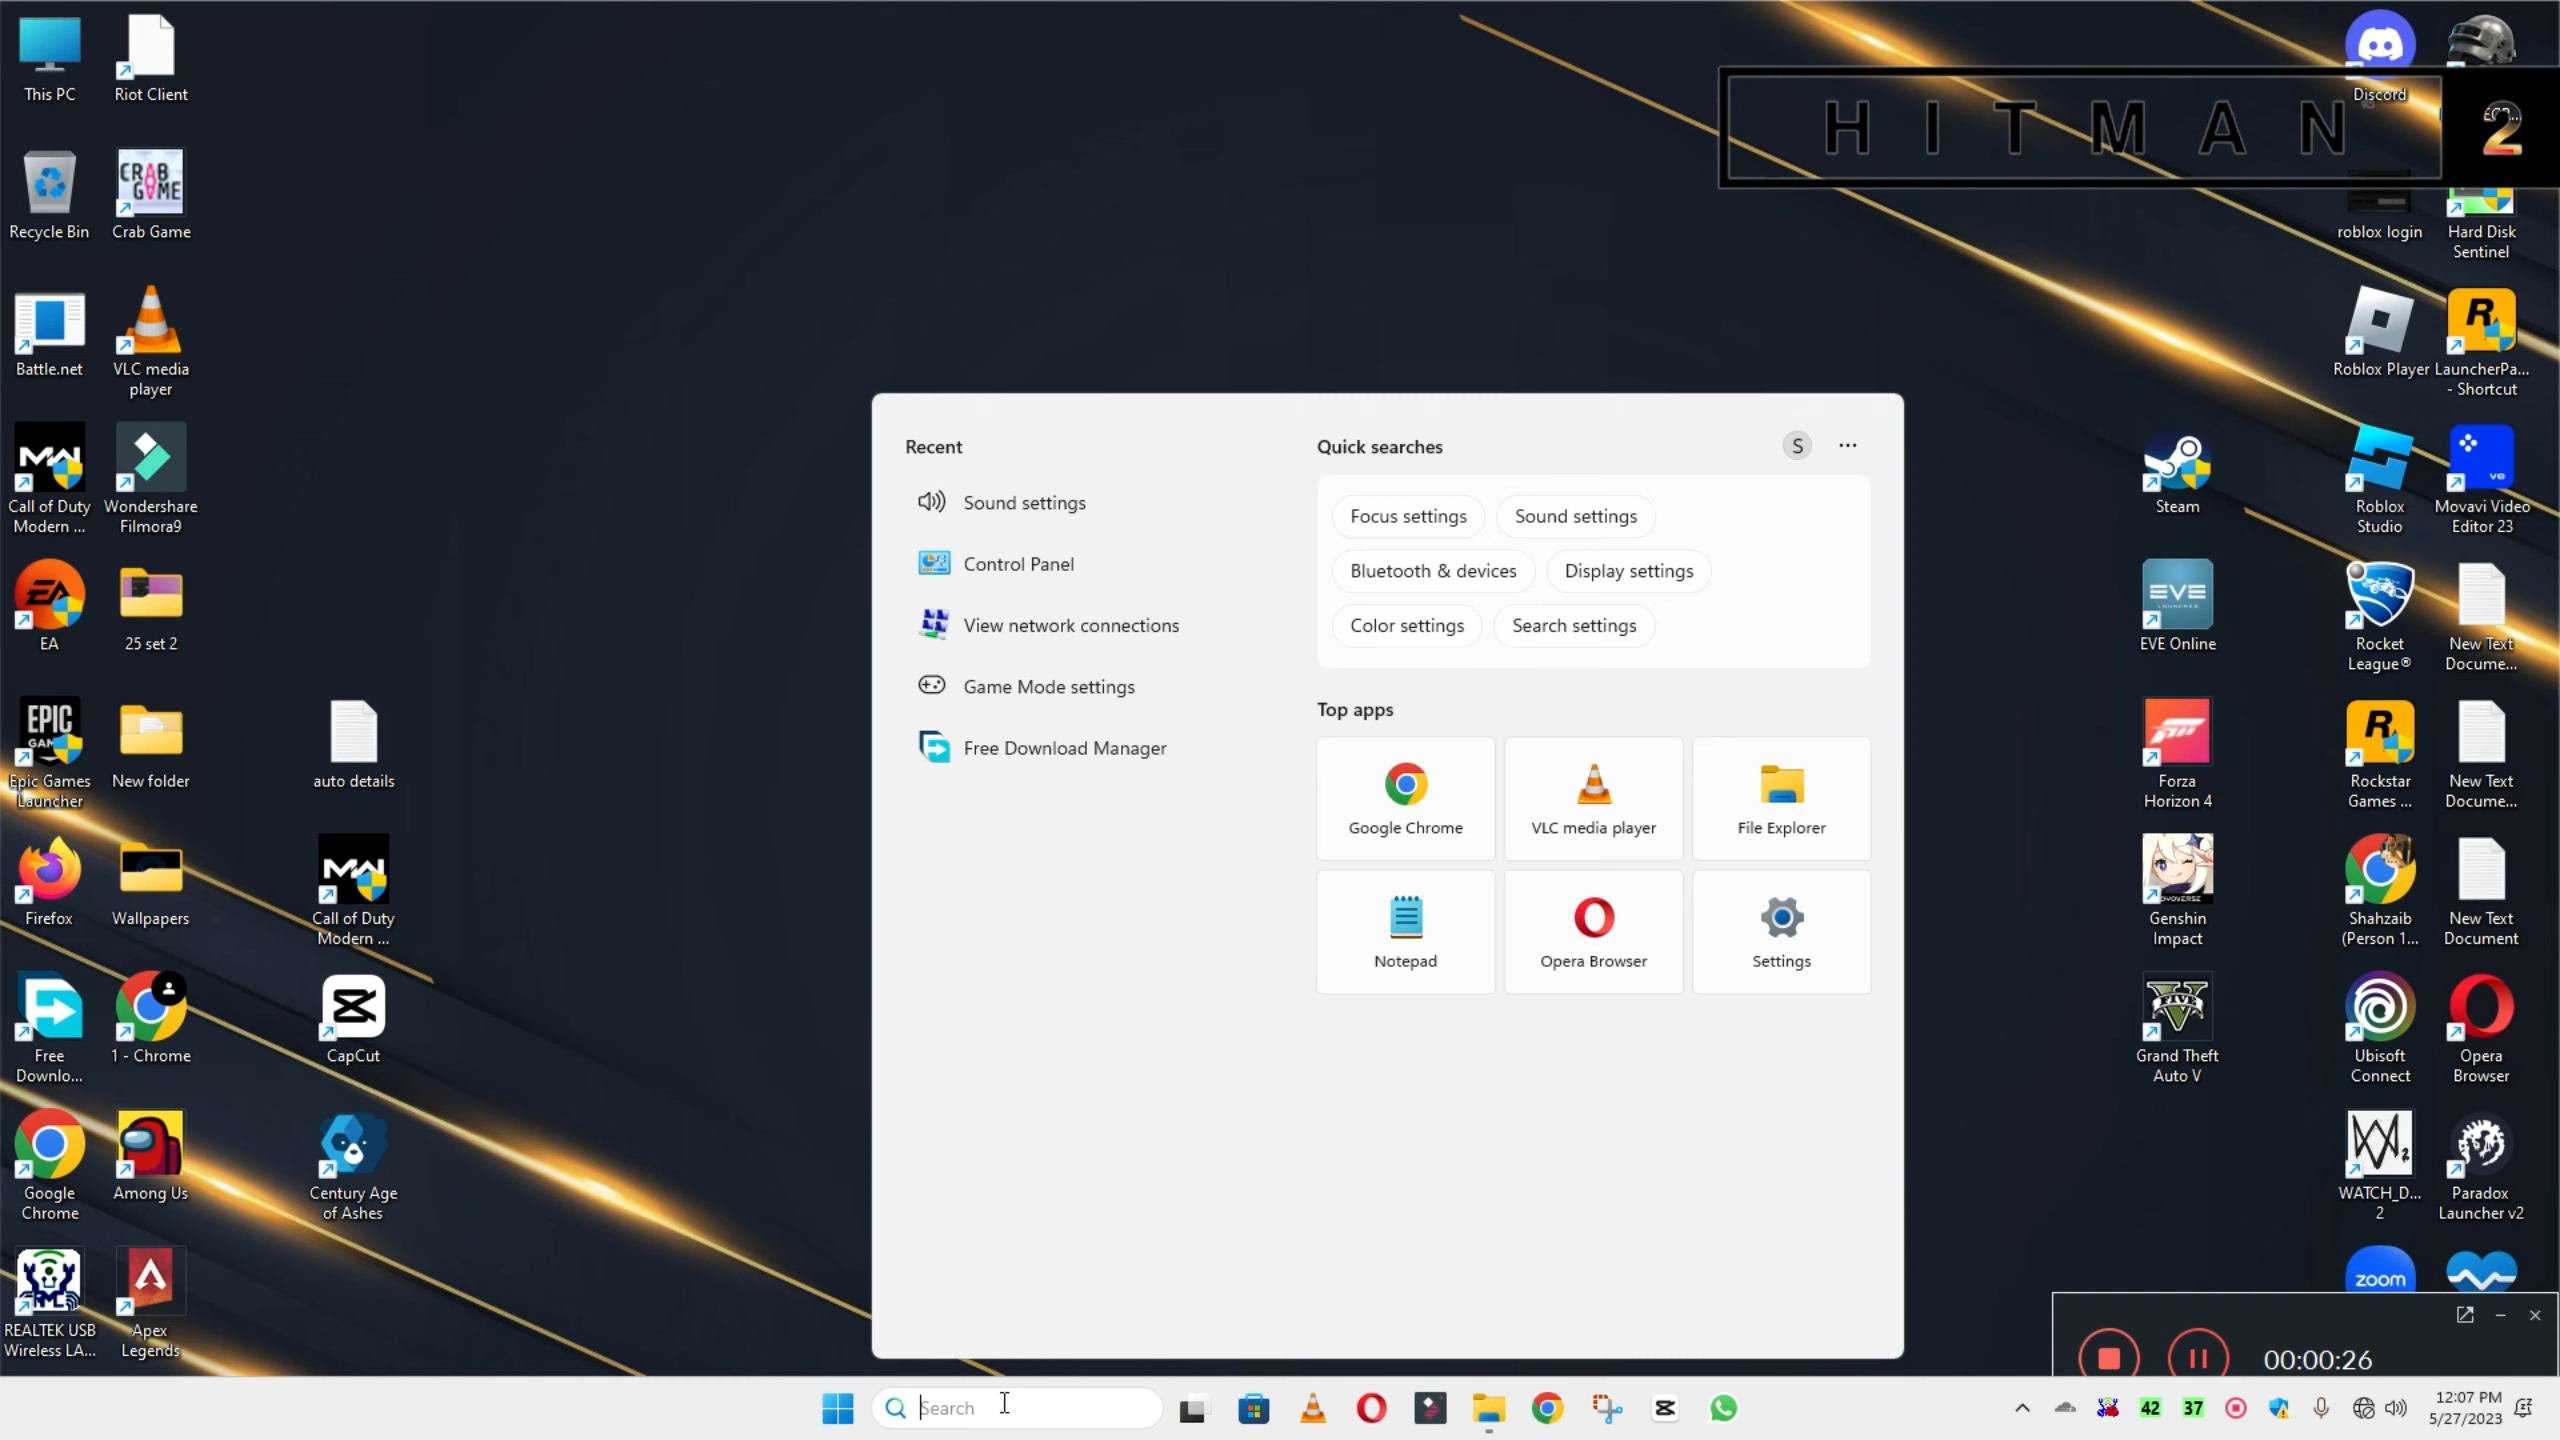 This PC
Riot Client
Recycle Bin
CRAB
GAME
Crab Game
Battle.net
VLC media
player
Call of Duty
Modern ...
Wondershare
Filmora9
EA
EA
25 set 2
EPIC
Epic Games
Launcher
New folder
auto details
Firefox
Wallpapers
Call of Duty
Modern ...
Free
Downlo...
1 - Chrome
CapCut
Google
Chrome
Among Us
Century Age
of Ashes
REALTEK USB
Wireless LA...
Apex
Legends
Recent
Sound settings
Control Panel
View network connections
Game Mode settings
Free Download Manager
Quick searches
S
Focus settings
Sound settings
Bluetooth & devices
Display settings
Color settings
Search settings
Top apps
Google Chrome
VLC media player
File Explorer
Notepad
Opera Browser
Settings
Discord
HITMAN 2
roblox login
Hard Disk
Sentinel
Roblox Player
LauncherPa...
- Shortcut
Steam
Roblox
Studio
ve
Movavi Video
Editor 23
EVE
EVE Online
Rocket
League®
New Text
Docume...
Forza
Horizon 4
Rockstar
Games ...
New Text
Docume...
Genshin
Impact
Shahzaib
(Person 1...
New Text
Document
FIVE
Grand Theft
Auto V
Ubisoft
Connect
Opera
Browser
WATCH_D...
2
Paradox
Launcher v2
zoom
00:00:26
Search
42
37
12:07 PM
5/27/2023